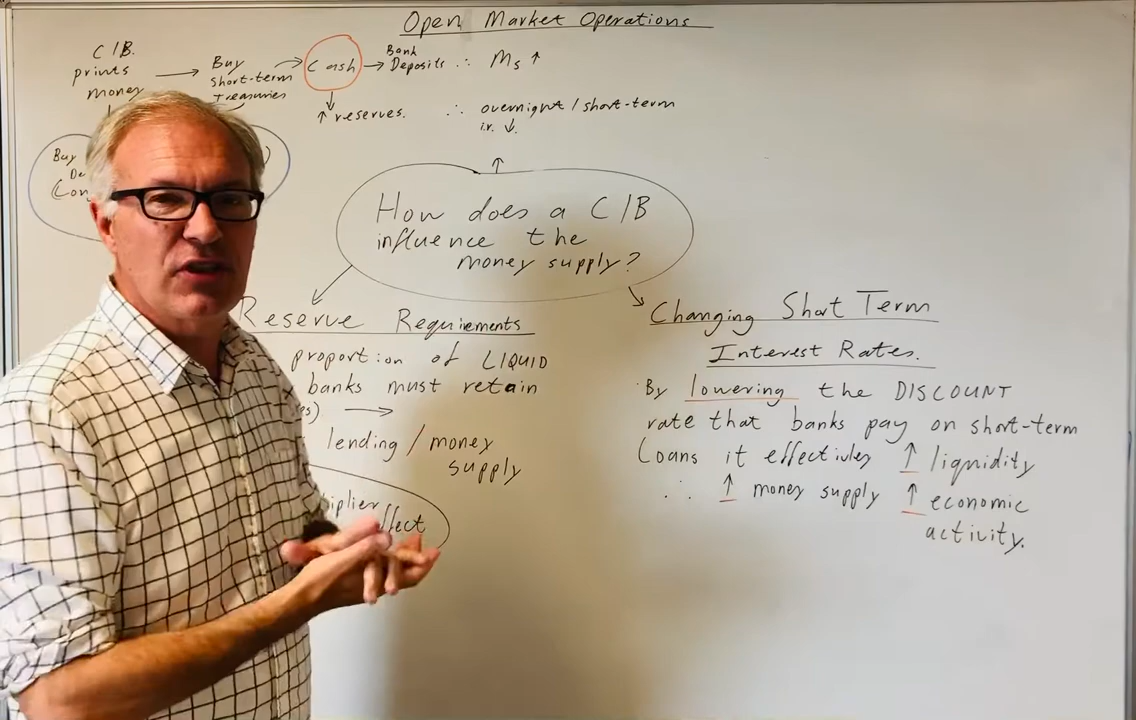 Open Market Operations
C/B.
prints
money
→ Buy
short-term
Treasuries
→ Cash → Bank
Deposits ∴ Ms ↑
↑ reserves. ∴ overnight / short-term
i.r. ↓.
Buy
How does a C/B
influence the
money supply?
Reserve Requirements
proportion of LIQUID
banks must retain
lending / money
supply
Changing Short Term
Interest Rates.
By lowering the DISCOUNT
rate that banks pay on short-term
Loans it effectivley ↑ liquidity
∴ ↑ money supply ↑ economic
activity.